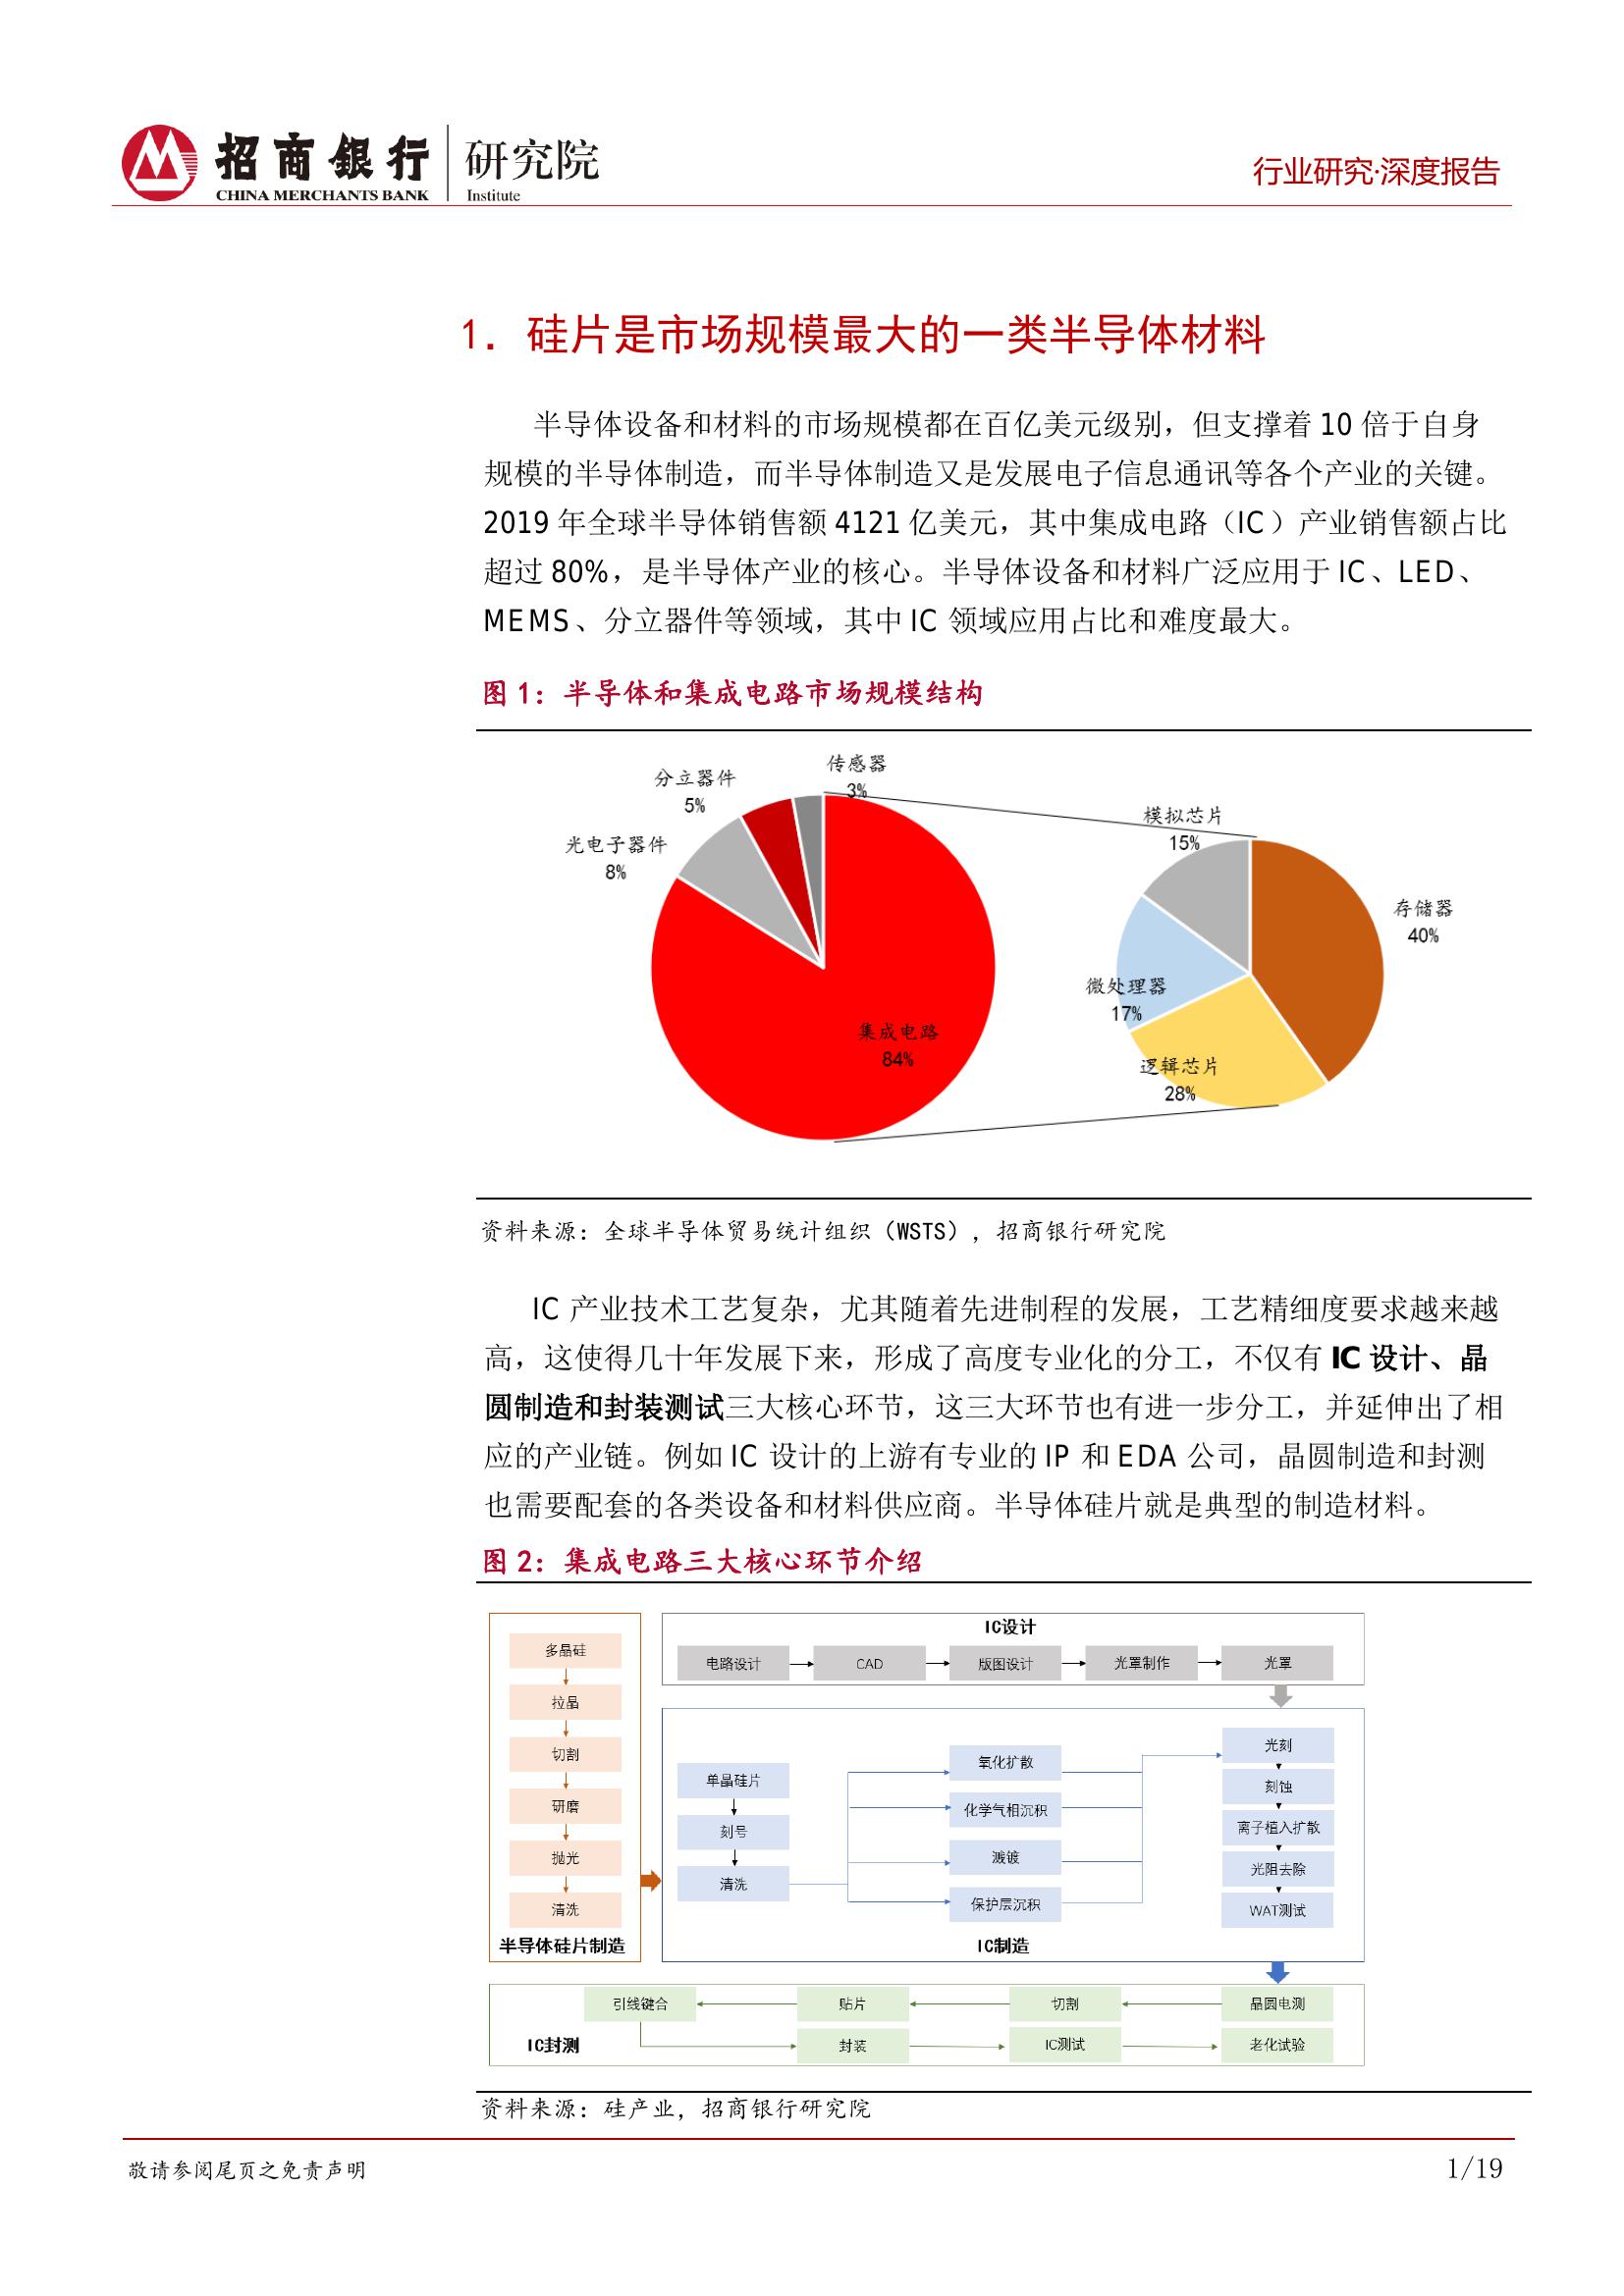 招商银行
CHINA MERCHANTS BANK
研究院
Institute
行业研究·深度报告
1. 硅片是市场规模最大的一类半导体材料
半导体设备和材料的市场规模都在百亿美元级别，但支撑着 10 倍于自身
规模的半导体制造，而半导体制造又是发展电子信息通讯等各个产业的关键。
2019 年全球半导体销售额 4121 亿美元，其中集成电路（IC）产业销售额占比
超过 80%，是半导体产业的核心。半导体设备和材料广泛应用于 IC、LED、
MEMS、分立器件等领域，其中 IC 领域应用占比和难度最大。
图 1：半导体和集成电路市场规模结构
传感器
3%
分立器件
5%
光电子器件
8%
集成电路
84%
模拟芯片
15%
存储器
40%
微处理器
17%
逻辑芯片
28%
资料来源：全球半导体贸易统计组织（WSTS），招商银行研究院
IC 产业技术工艺复杂，尤其随着先进制程的发展，工艺精细度要求越来越
高，这使得几十年发展下来，形成了高度专业化的分工，不仅有 IC 设计、晶
圆制造和封装测试三大核心环节，这三大环节也有进一步分工，并延伸出了相
应的产业链。例如 IC 设计的上游有专业的 IP 和 EDA 公司，晶圆制造和封测
也需要配套的各类设备和材料供应商。半导体硅片就是典型的制造材料。
图 2：集成电路三大核心环节介绍
多晶硅
拉晶
切割
研磨
抛光
清洗
半导体硅片制造
IC设计
电路设计
CAD
版图设计
光罩制作
光罩
单晶硅片
刻号
清洗
氧化扩散
化学气相沉积
溅镀
保护层沉积
光刻
刻蚀
离子植入扩散
光阻去除
WAT测试
IC制造
引线键合
贴片
切割
晶圆电测
IC封测
封装
IC测试
老化试验
资料来源：硅产业，招商银行研究院
敬请参阅尾页之免责声明
1/19